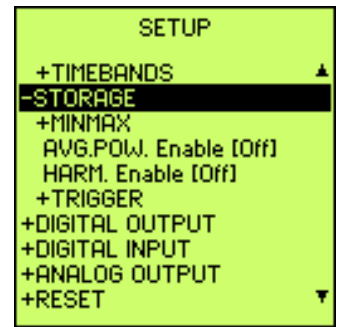 SETUP
+TIMEBANDS
-STORAGE
+MINMAX
AVG.POW. Enable [Off]
HARM. Enable [Off]
+TRIGGER
+DIGITAL OUTPUT
+DIGITAL INPUT
+ANALOG OUTPUT
+RESET